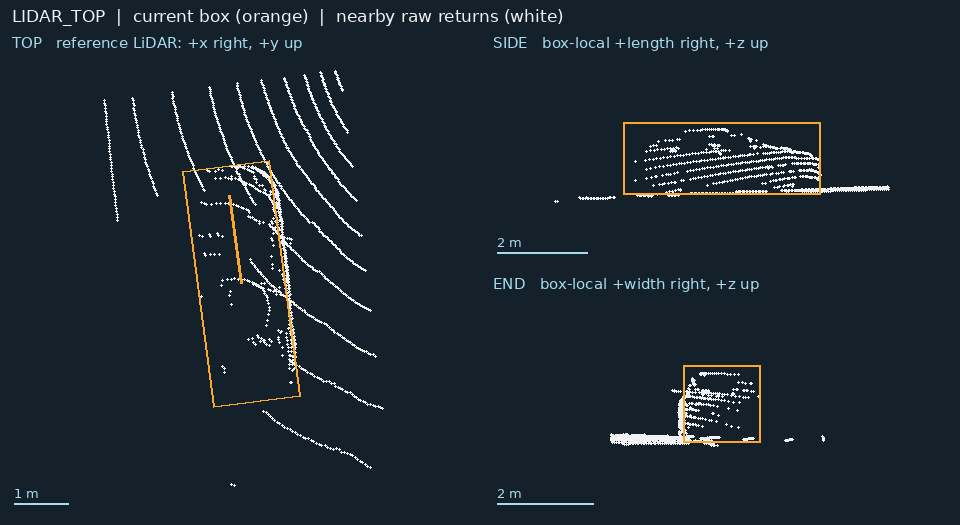 LIDAR_TOP | current box (orange) | nearby raw returns (white)
TOP reference LiDAR: +x right, +y up
SIDE box-local +length right, +z up
2 m
END box-local +width right, +z up
1 m
2 m